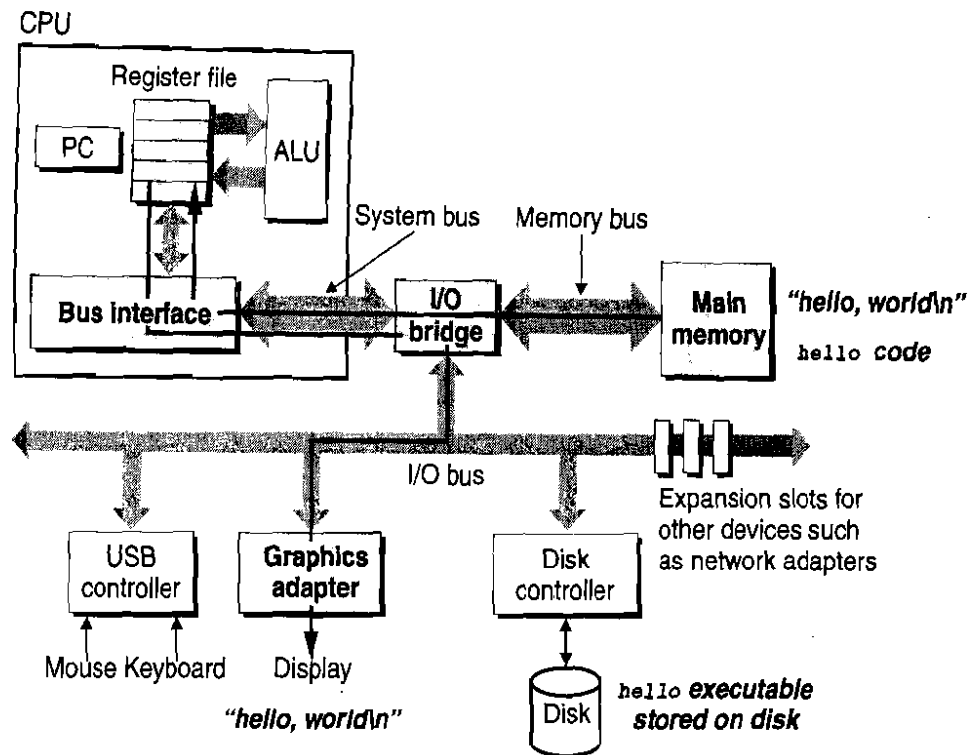 CPU
Register file
PC
ALU
System bus
Memory bus
Bus interface
I/O
bridge
Main
memory
"hello, world\n"
hello code
I/O bus
Expansion slots for
other devices such
as network adapters
USB
controller
Graphics
adapter
Disk
controller
Mouse Keyboard
Display
"hello, world\n"
Disk
hello executable
stored on disk